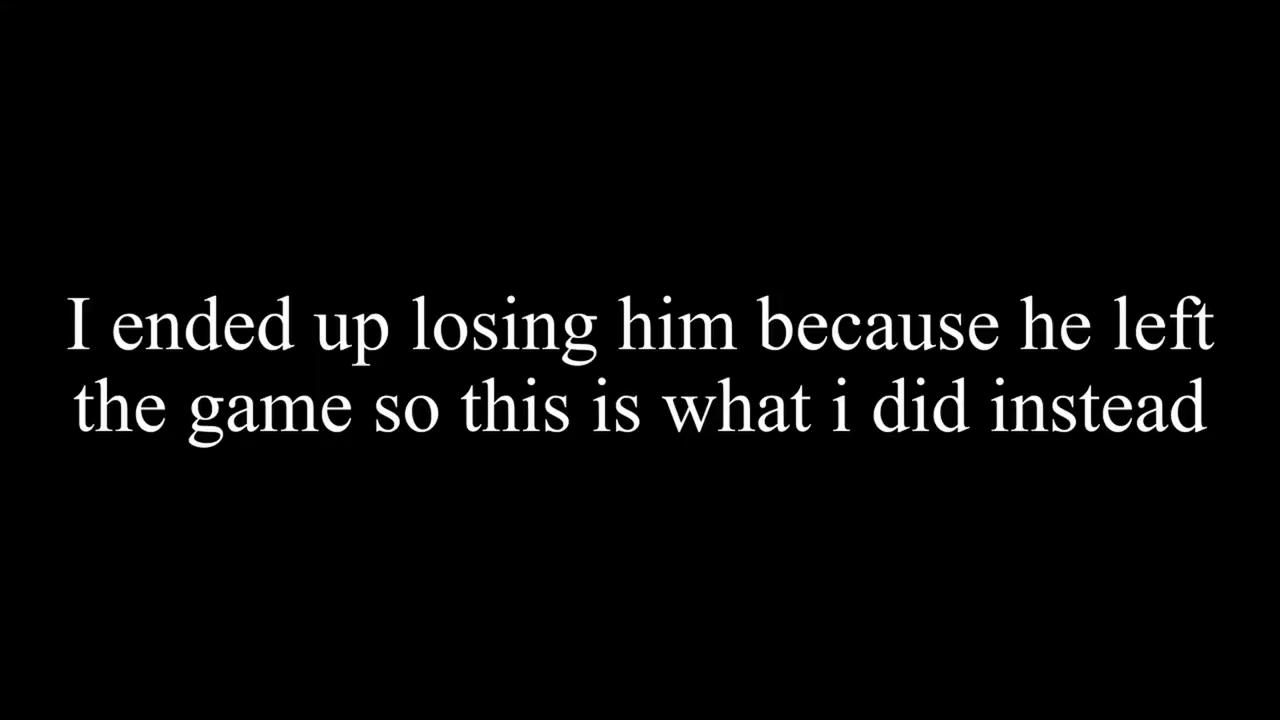 I ended up losing him because he left
the game so this is what i did instead